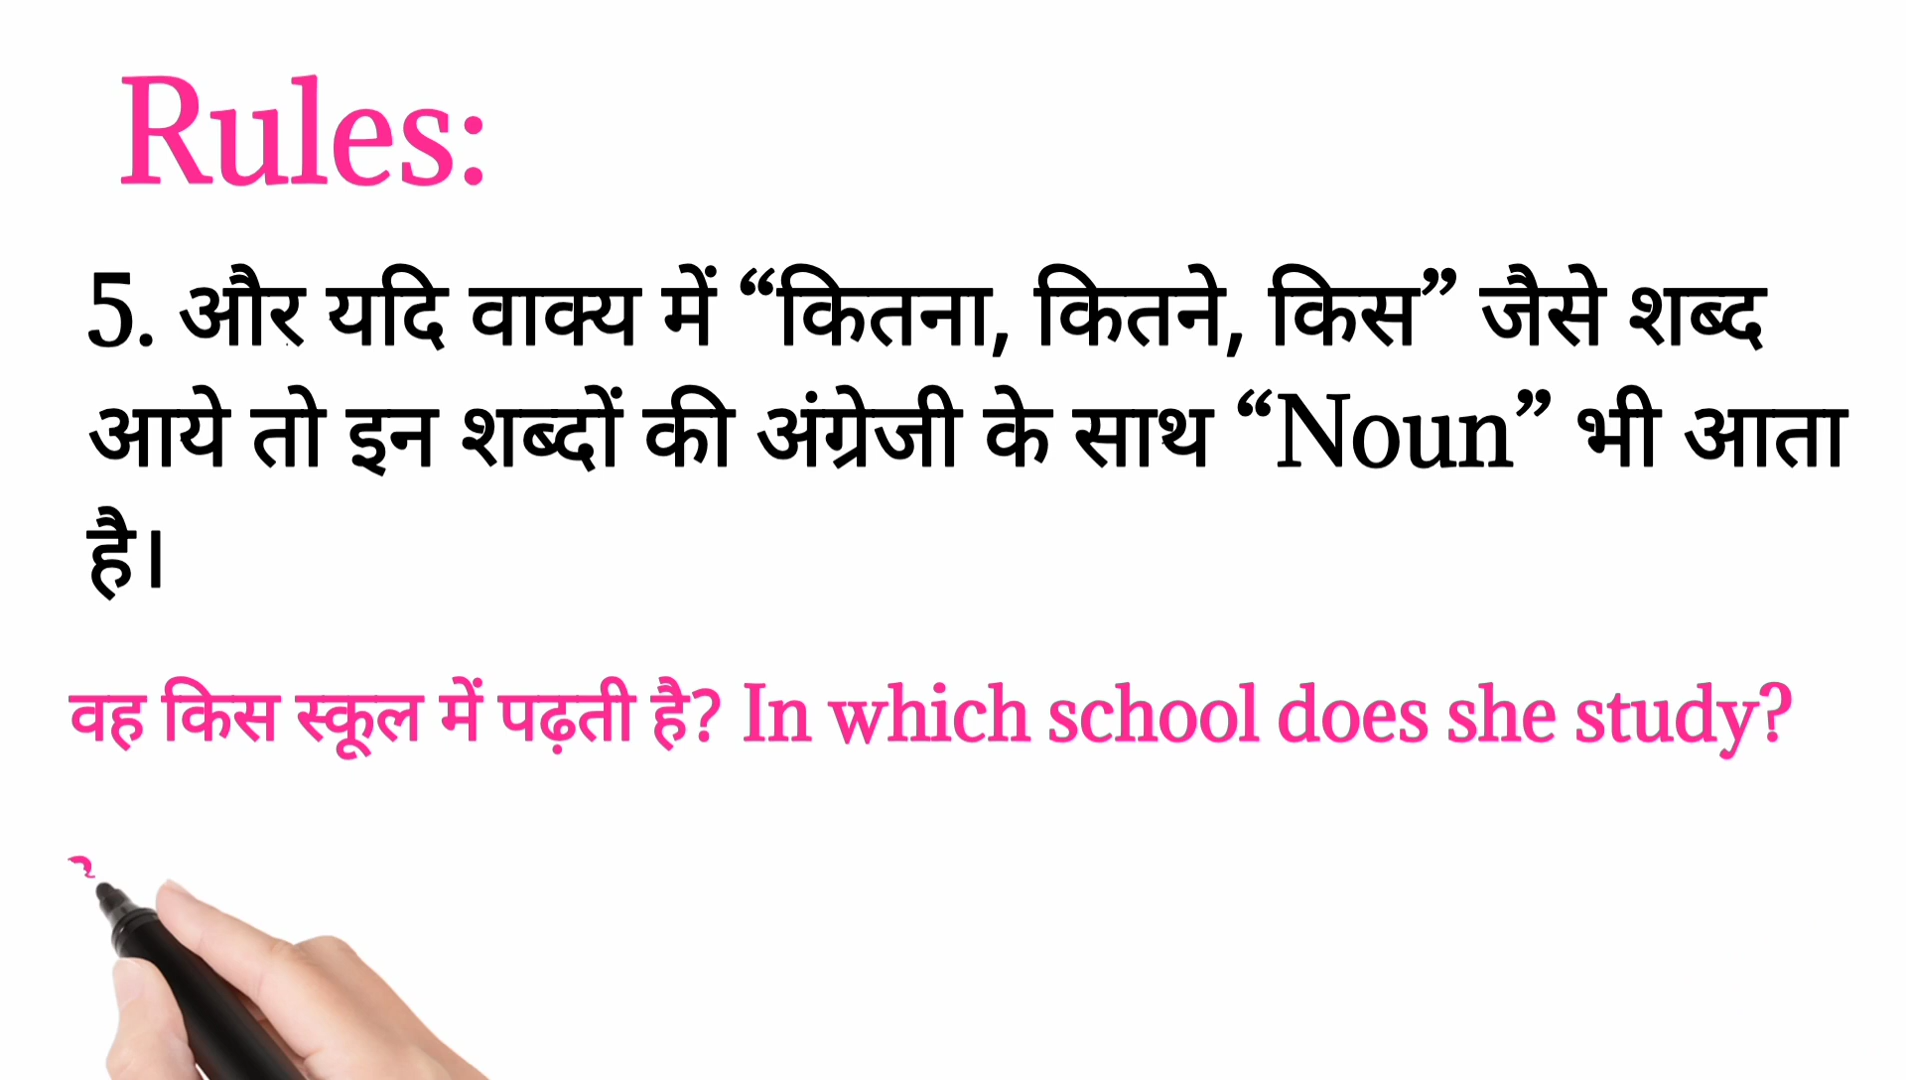 Rules:
5. और यदि वाक्य में “कितना, कितने, किस” जैसे शब्द
आये तो इन शब्दों की अंग्रेजी के साथ “Noun” भी आता
है।
वह किस स्कूल में पढ़ती है? In which school does she study?